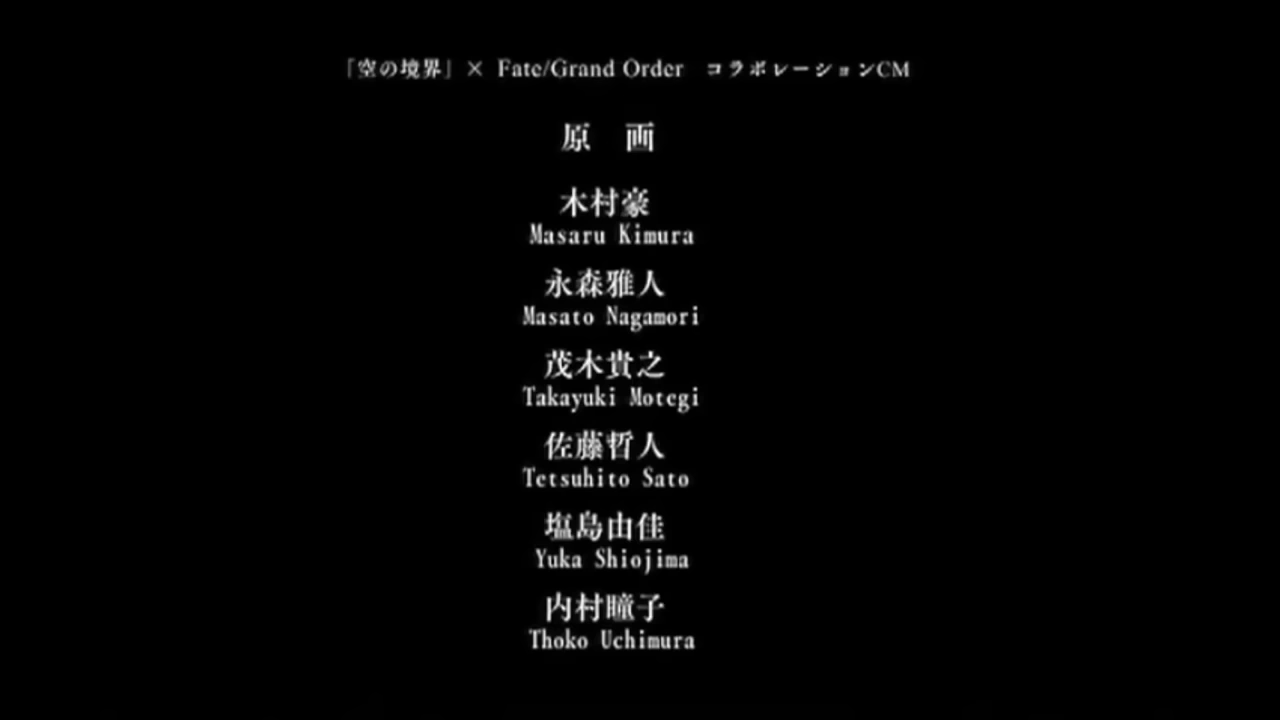 「空の境界」× Fate/Grand Order コラボレーションCM
原 画
木村豪
Masaru Kimura
永森雅人
Masato Nagamori
茂木貴之
Takayuki Motegi
佐藤哲人
Tetsuhito Sato
塩島由佳
Yuka Shiojima
内村瞳子
Thoko Uchimura